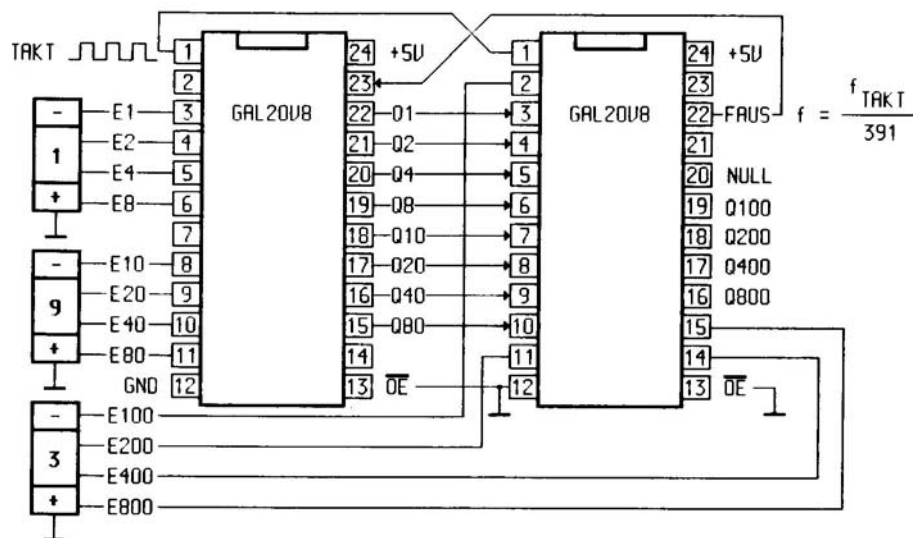 TAKT
1 24 +5V 1 24 +5V
2 23 2 23
E1 3 GAL20V8 22 Q1 3 GAL20V8 22 FAUS f = fTAKT / 391
E2 4 21 Q2 4 21
1 E4 5 20 Q4 5 20 NULL
E8 6 19 Q8 6 19 Q100
7 18 Q10 7 18 Q200
E10 8 17 Q20 8 17 Q400
9 E20 9 16 Q40 9 16 Q800
E40 10 15 Q80 10 15
E80 11 14 11 14
GND 12 13 OE 12 13 OE
E100
3 E200
E400
E800